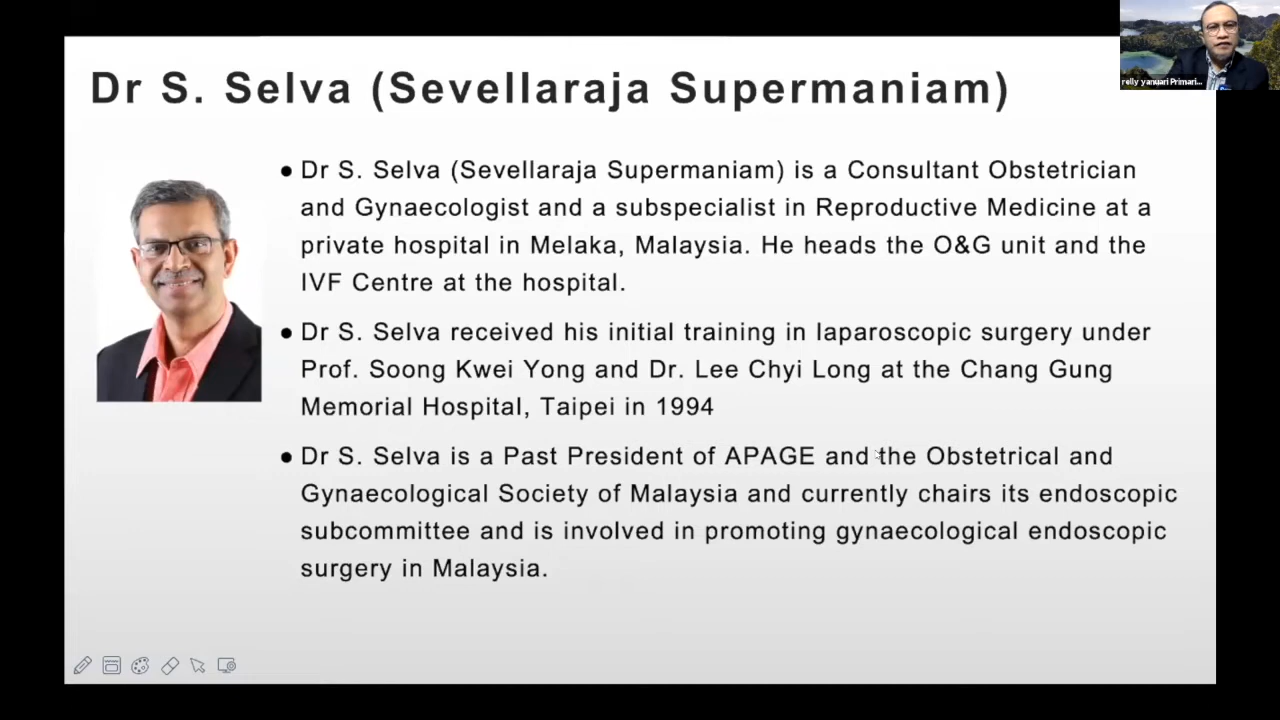 Dr S. Selva (Sevellaraja Supermaniam)
relly yanuari Primari...
● Dr S. Selva (Sevellaraja Supermaniam) is a Consultant Obstetrician
and Gynaecologist and a subspecialist in Reproductive Medicine at a
private hospital in Melaka, Malaysia. He heads the O&G unit and the
IVF Centre at the hospital.
● Dr S. Selva received his initial training in laparoscopic surgery under
Prof. Soong Kwei Yong and Dr. Lee Chyi Long at the Chang Gung
Memorial Hospital, Taipei in 1994
● Dr S. Selva is a Past President of APAGE and the Obstetrical and
Gynaecological Society of Malaysia and currently chairs its endoscopic
subcommittee and is involved in promoting gynaecological endoscopic
surgery in Malaysia.